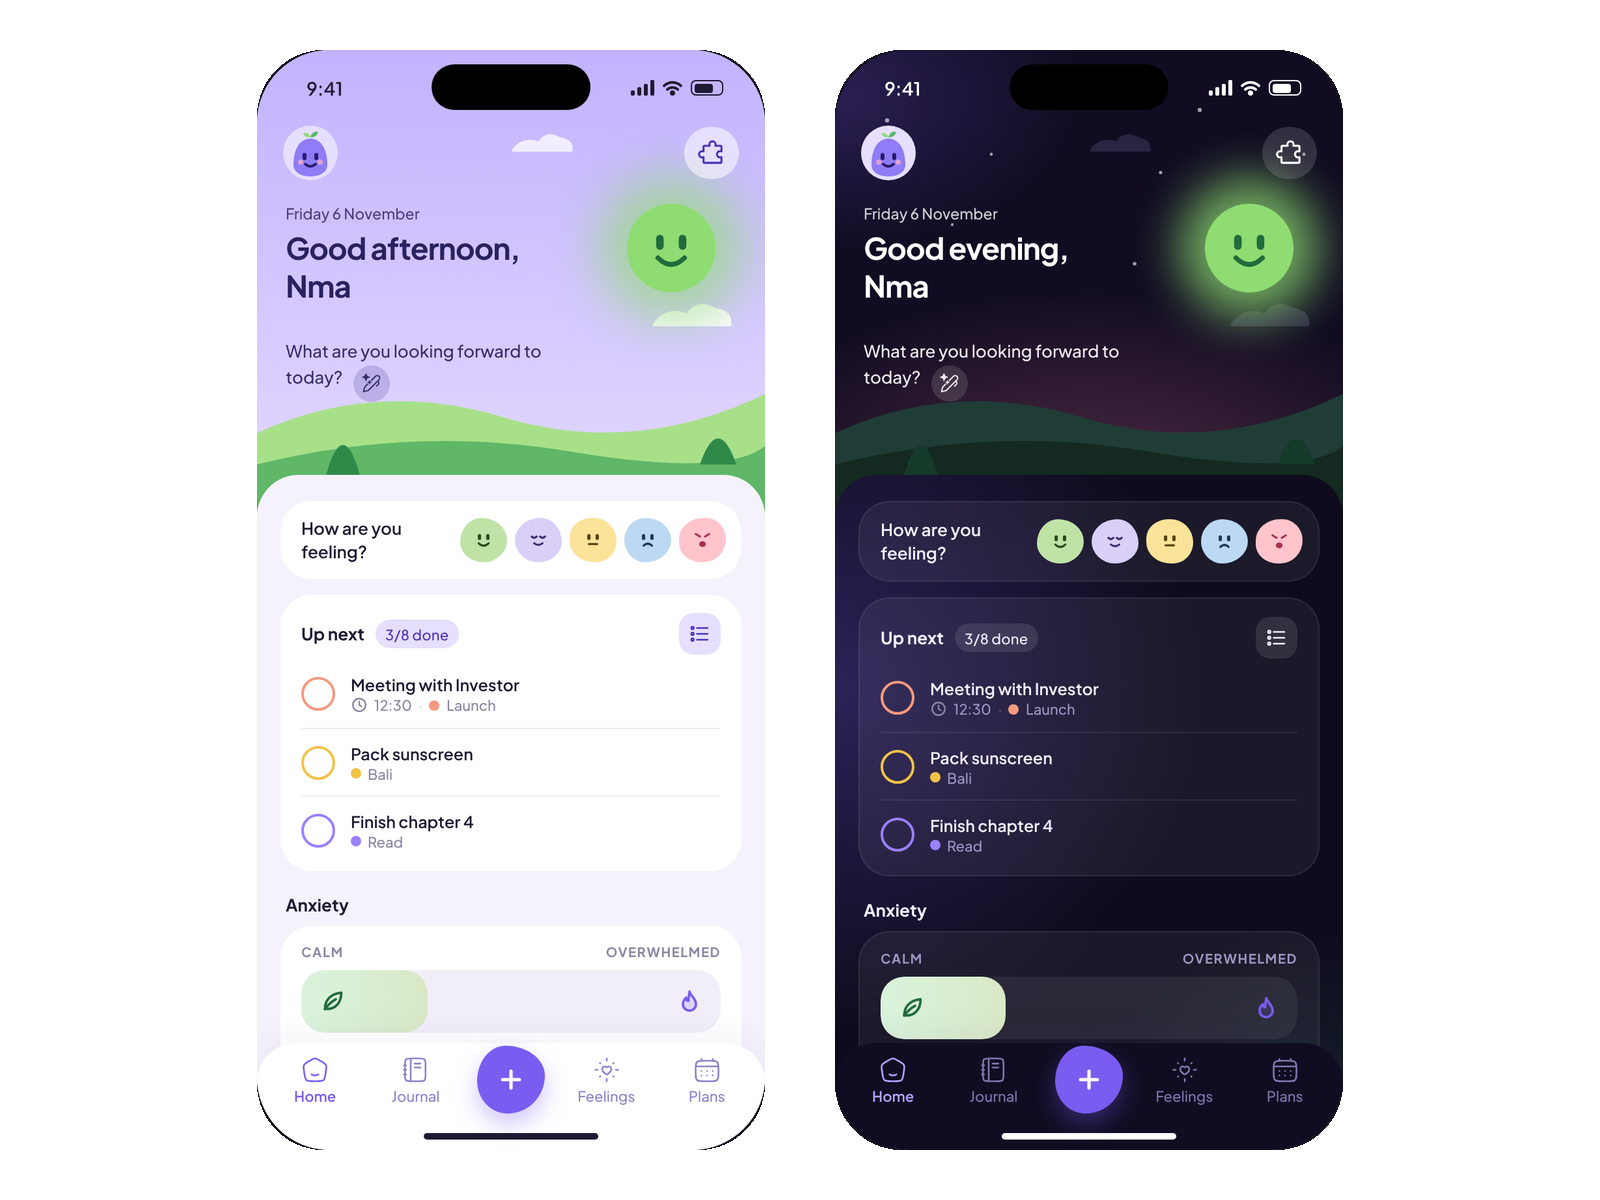 9:41
Friday 6 November
Good afternoon,
Nma
What are you looking forward to
today?
How are you
feeling?
Up next
3/8 done
Meeting with Investor
12:30 · Launch
Pack sunscreen
Bali
Finish chapter 4
Read
Anxiety
CALM
OVERWHELMED
Home
Journal
Feelings
Plans
9:41
Friday 6 November
Good evening,
Nma
What are you looking forward to
today?
How are you
feeling?
Up next
3/8 done
Meeting with Investor
12:30 · Launch
Pack sunscreen
Bali
Finish chapter 4
Read
Anxiety
CALM
OVERWHELMED
Home
Journal
Feelings
Plans